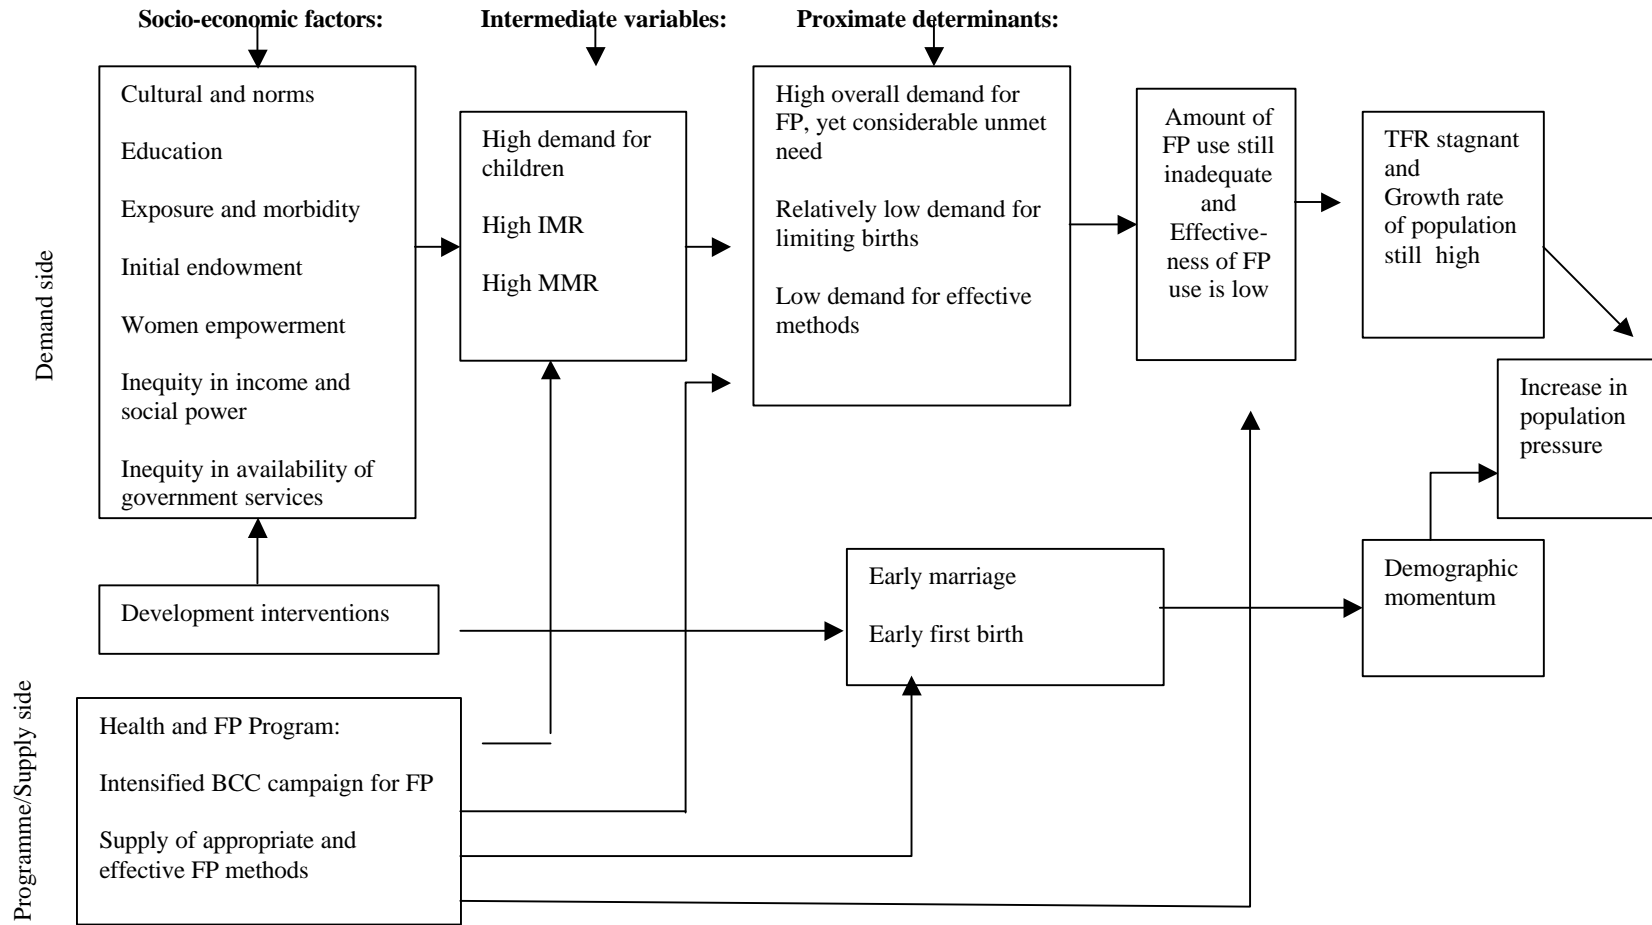 Socio-economic factors:
Intermediate variables:
Proximate determinants:
Demand side
Cultural and norms
Education
Exposure and morbidity
Initial endowment
Women empowerment
Inequity in income and
social power
Inequity in availability of
government services
High demand for
children
High IMR
High MMR
High overall demand for
FP, yet considerable unmet
need
Relatively low demand for
limiting births
Low demand for effective
methods
Amount of
FP use still
inadequate
and
Effective-
ness of FP
use is low
TFR stagnant
and
Growth rate
of population
still high
Increase in
population
pressure
Development interventions
Early marriage
Early first birth
Demographic
momentum
Programme/Supply side
Health and FP Program:
Intensified BCC campaign for FP
Supply of appropriate and
effective FP methods